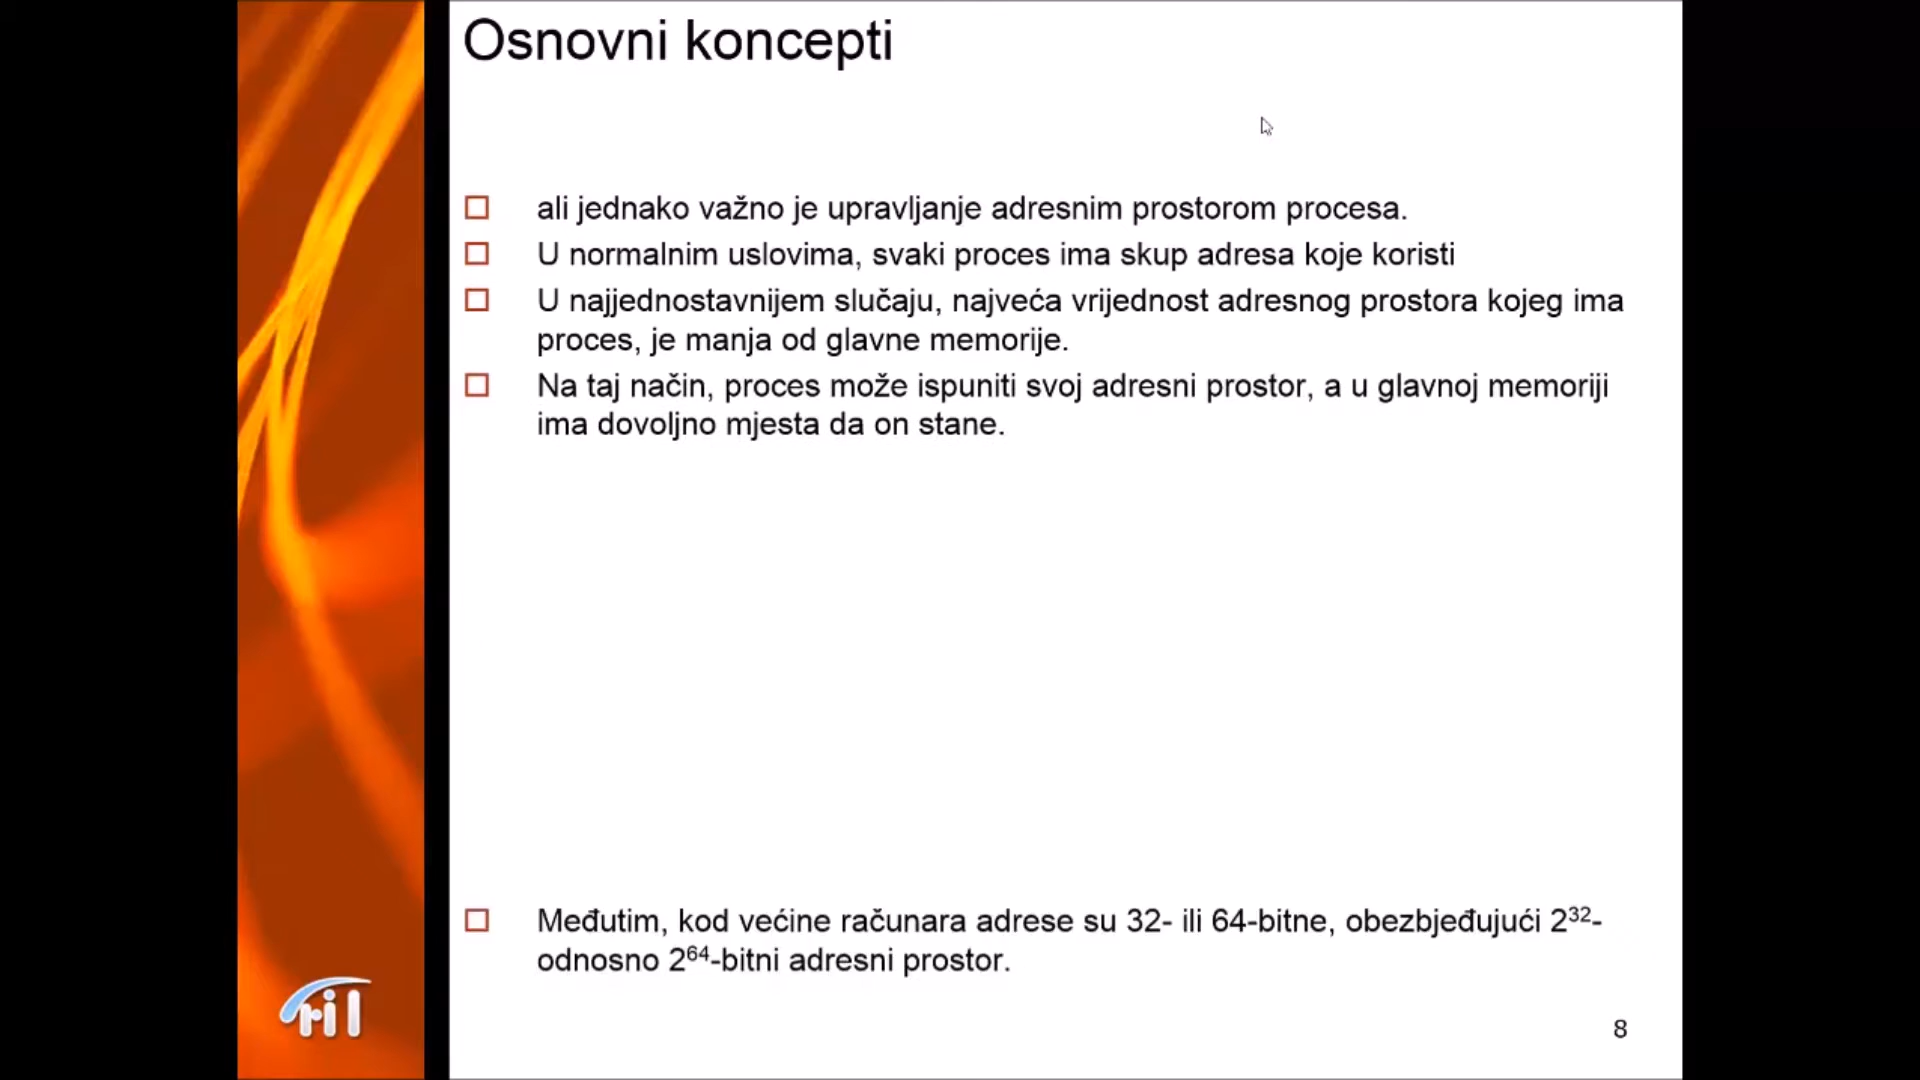 Osnovni koncepti
ali jednako važno je upravljanje adresnim prostorom procesa.
U normalnim uslovima, svaki proces ima skup adresa koje koristi
U najjednostavnijem slučaju, najveća vrijednost adresnog prostora kojeg ima
proces, je manja od glavne memorije.
Na taj način, proces može ispuniti svoj adresni prostor, a u glavnoj memoriji
ima dovoljno mjesta da on stane.
Međutim, kod većine računara adrese su 32- ili 64-bitne, obezbjeđujući 2³²-
odnosno 2⁶⁴-bitni adresni prostor.
ril
8